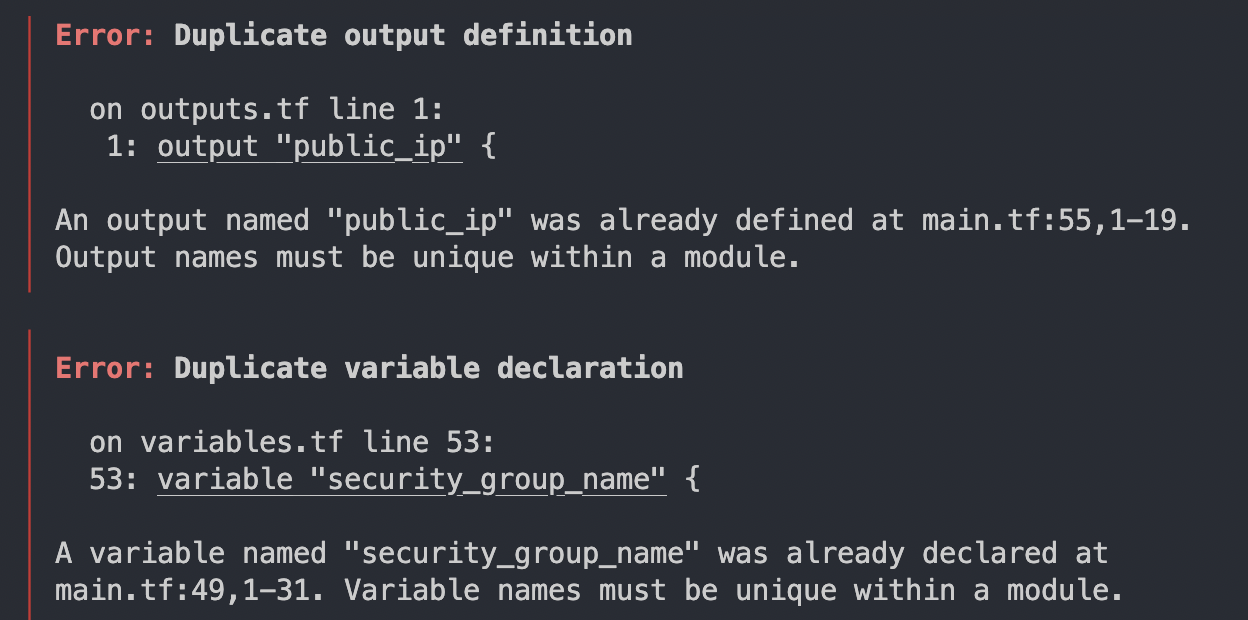 Error: Duplicate output definition
on outputs.tf line 1:
1: output "public_ip" {
An output named "public_ip" was already defined at main.tf:55,1-19.
Output names must be unique within a module.
Error: Duplicate variable declaration
on variables.tf line 53:
53: variable "security_group_name" {
A variable named "security_group_name" was already declared at
main.tf:49,1-31. Variable names must be unique within a module.